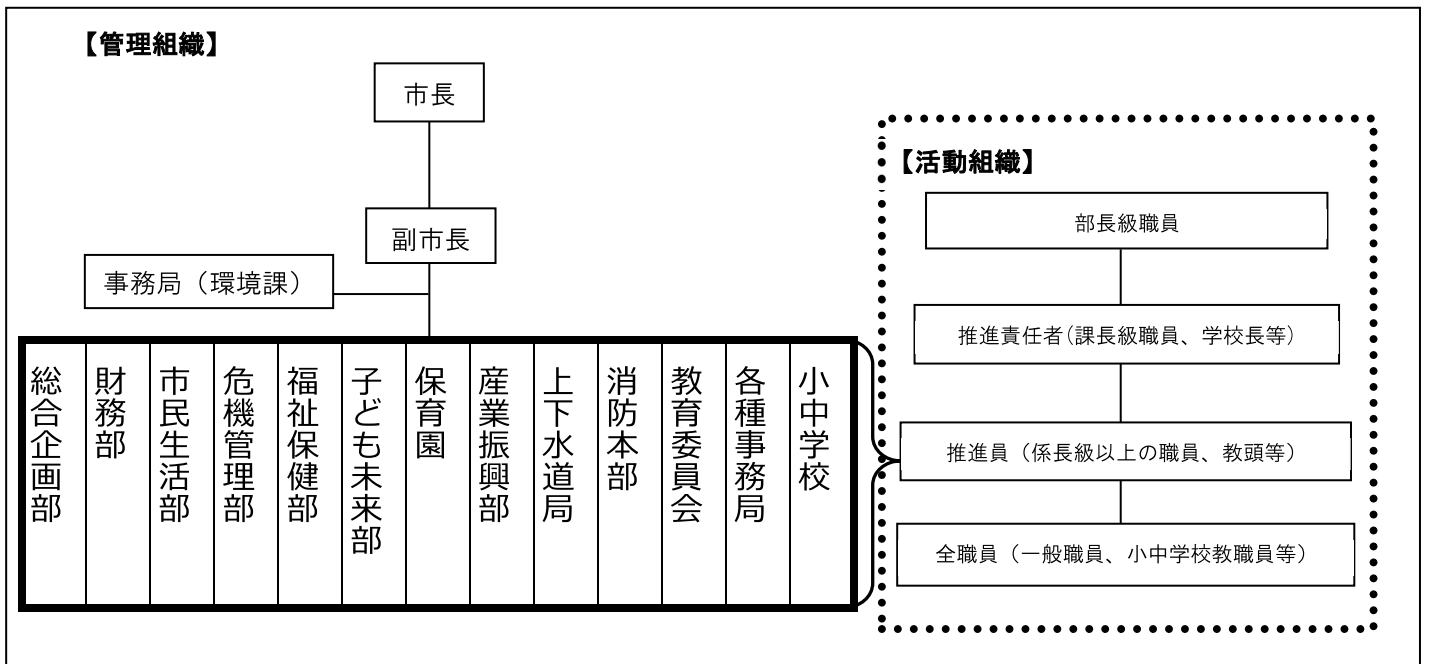 【管理組織】
市長
副市長
事務局（環境課）
総合企画部
財務部
市民生活部
危機管理部
福祉保健部
子ども未来部
保育園
産業振興部
上下水道局
消防本部
教育委員会
各種事務局
小中学校
【活動組織】
部長級職員
推進責任者(課長級職員、学校長等)
推進員（係長級以上の職員、教頭等）
全職員（一般職員、小中学校教職員等）